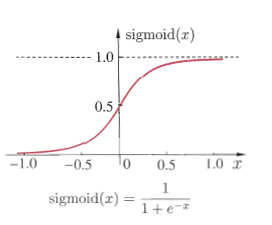 sigmoid(x)
1.0
0.5
−1.0 −0.5 0 0.5 1.0 x
sigmoid(x) = 1 / (1 + e^{−x})